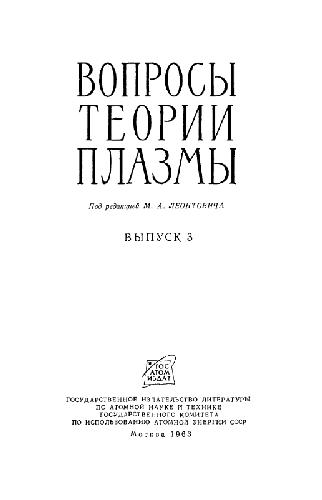 ВОПРОСЫ
ТЕОРИИ
ПЛАЗМЫ
Под редакцией М. А. ЛЕОНТОВИЧА
ВЫПУСК 3
ГОС
АТОМ
ИЗДАТ
ГОСУДАРСТВЕННОЕ ИЗДАТЕЛЬСТВО ЛИТЕРАТУРЫ
ПО АТОМНОЙ НАУКЕ И ТЕХНИКЕ
ГОСУДАРСТВЕННОГО КОМИТЕТА
ПО ИСПОЛЬЗОВАНИЮ АТОМНОЙ ЭНЕРГИИ СССР
Москва 1963